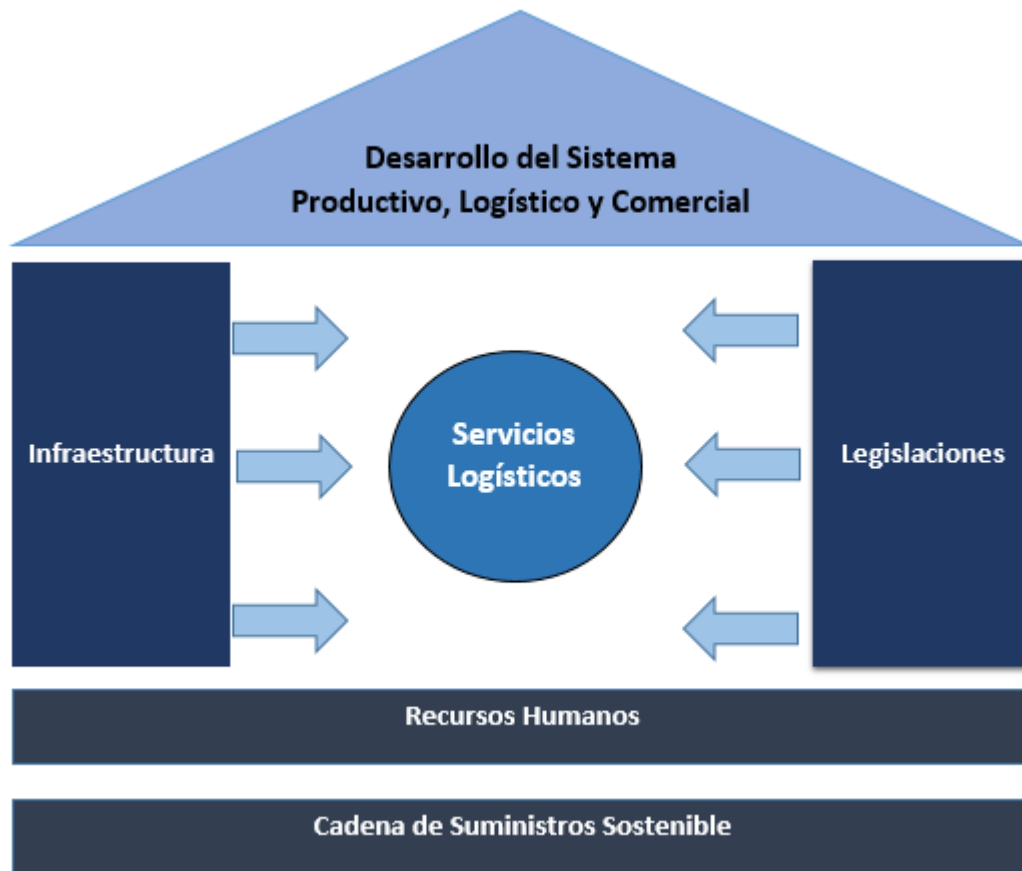 Desarrollo del Sistema
Productivo, Logístico y Comercial
Infraestructura
Servicios
Logísticos
Legislaciones
Recursos Humanos
Cadena de Suministros Sostenible